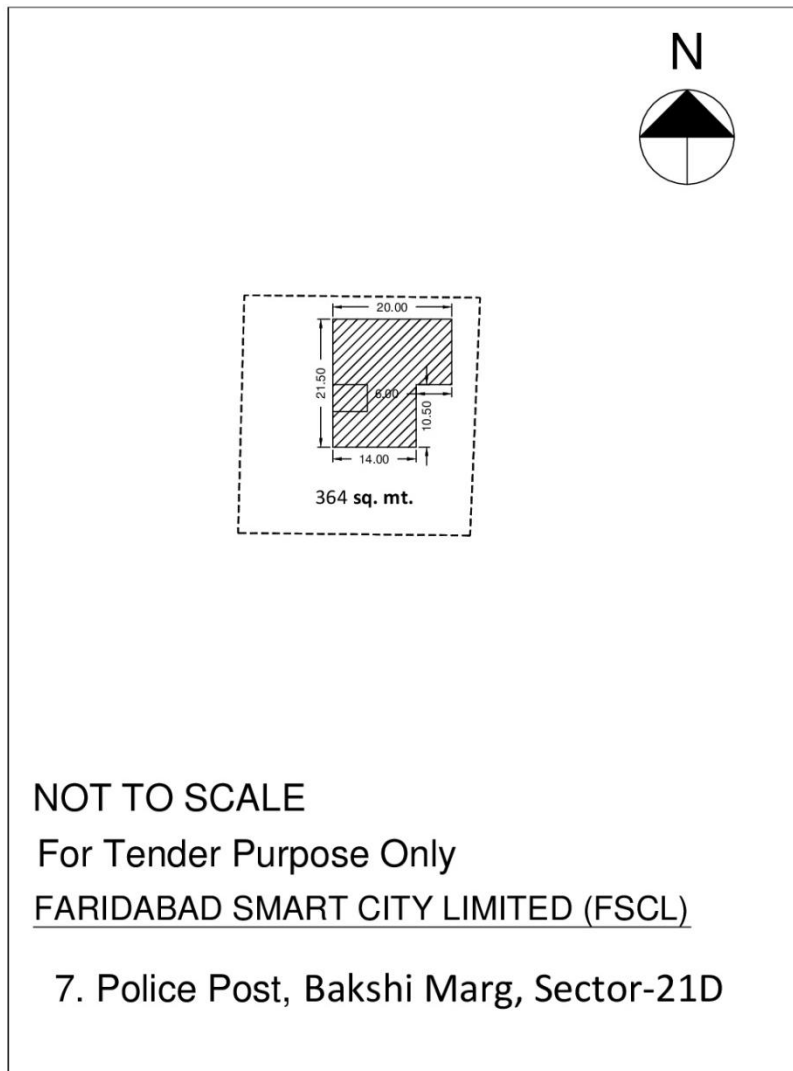 N
20.00
21.50
6.00
10.50
14.00
364 sq. mt.
NOT TO SCALE
For Tender Purpose Only
FARIDABAD SMART CITY LIMITED (FSCL)
7. Police Post, Bakshi Marg, Sector-21D